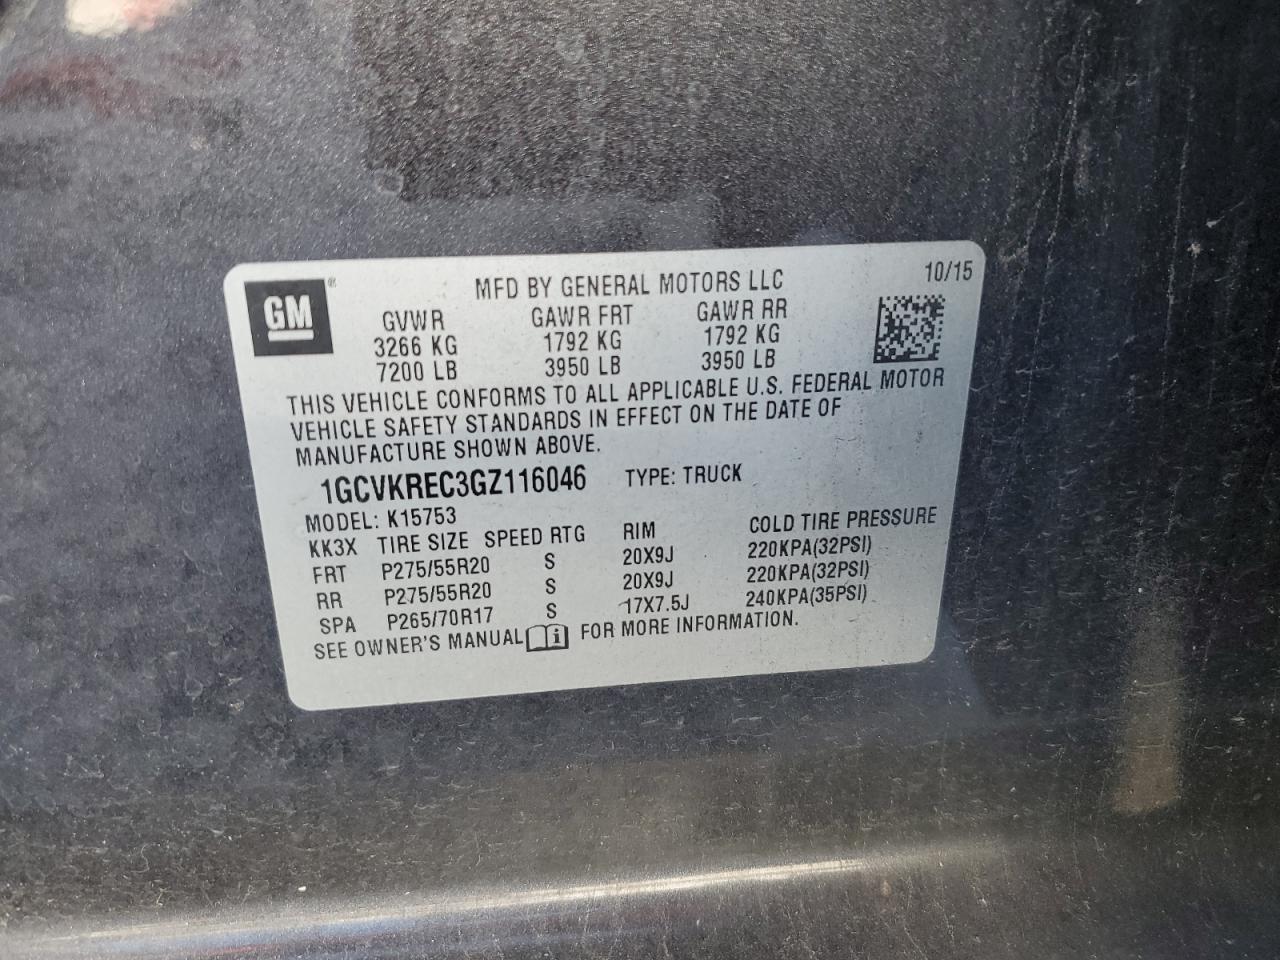 GM ®
MFD BY GENERAL MOTORS LLC 10/15
GVWR GAWR FRT GAWR RR
3266 KG 1792 KG 1792 KG
7200 LB 3950 LB 3950 LB
THIS VEHICLE CONFORMS TO ALL APPLICABLE U.S. FEDERAL MOTOR
VEHICLE SAFETY STANDARDS IN EFFECT ON THE DATE OF
MANUFACTURE SHOWN ABOVE.
1GCVKREC3GZ116046 TYPE: TRUCK
MODEL: K15753
KK3X TIRE SIZE SPEED RTG RIM COLD TIRE PRESSURE
FRT P275/55R20 S 20X9J 220KPA(32PSI)
RR P275/55R20 S 20X9J 220KPA(32PSI)
SPA P265/70R17 S 17X7.5J 240KPA(35PSI)
SEE OWNER'S MANUAL i FOR MORE INFORMATION.